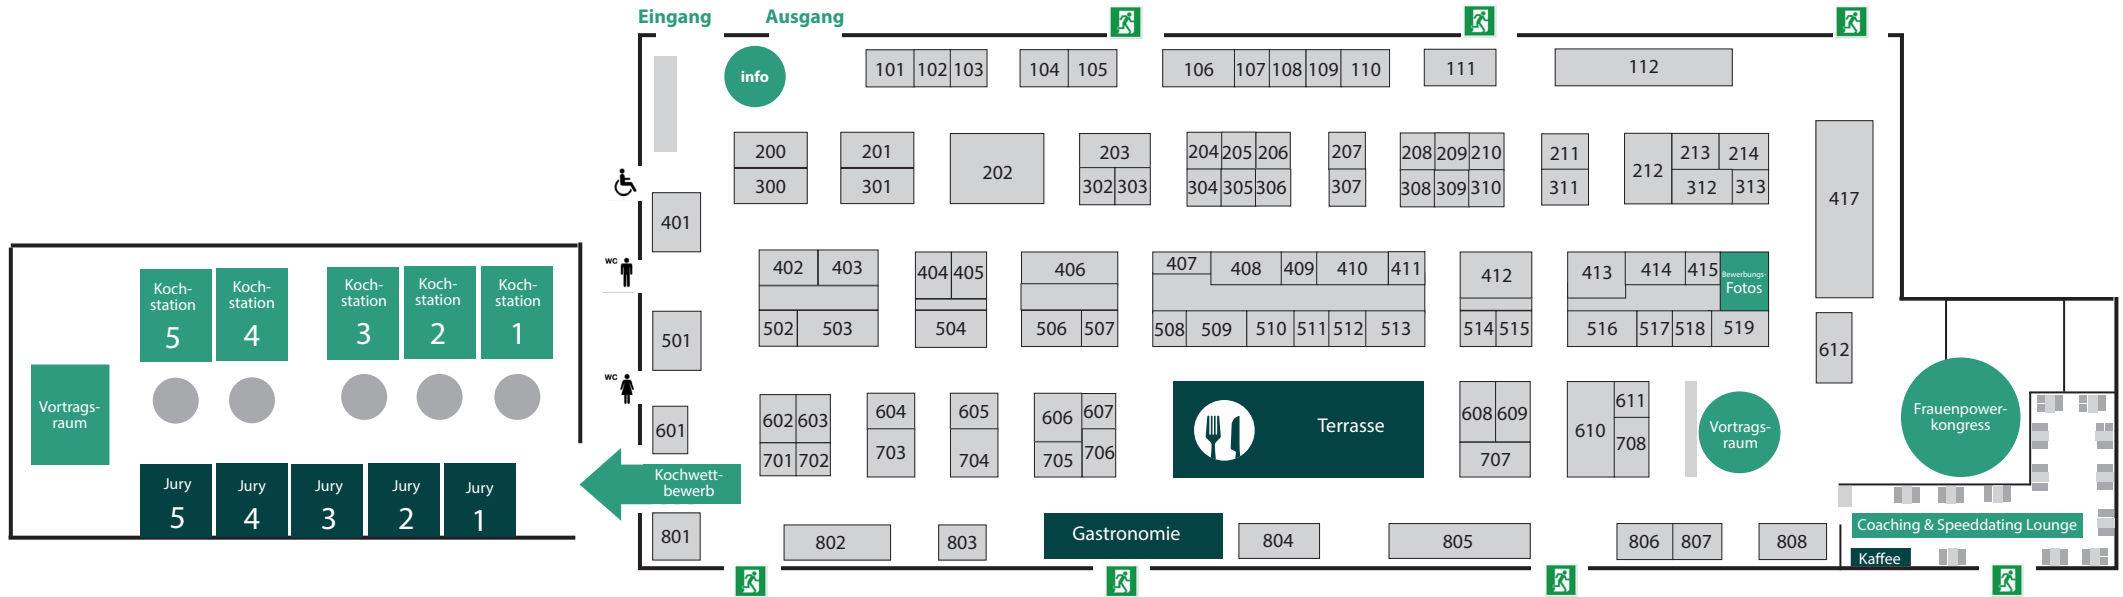 Eingang Ausgang
info
101 102 103 104 105 106 107 108 109 110 111 112
200 201 202 203 204 205 206 207 208 209 210 211 212 213 214
300 301 302 303 304 305 306 307 308 309 310 311 312 313
401 417
WC
402 403 404 405 406 407 408 409 410 411 412 413 414 415
Bewerbungs-
Fotos
501 502 503 504 506 507 508 509 510 511 512 513 514 515 516 517 518 519
612
WC
601 602 603 604 605 606 607 608 609 610 611
701 702 703 704 705 706 707 708
Terrasse
Vortrags-
raum
Frauenpower-
kongress
Kochwett-
bewerb
801 802 803 804 805 806 807 808
Gastronomie
Coaching & Speeddating Lounge
Kaffee
Koch-
station
5
Koch-
station
4
Koch-
station
3
Koch-
station
2
Koch-
station
1
Vortrags-
raum
Jury
5
Jury
4
Jury
3
Jury
2
Jury
1